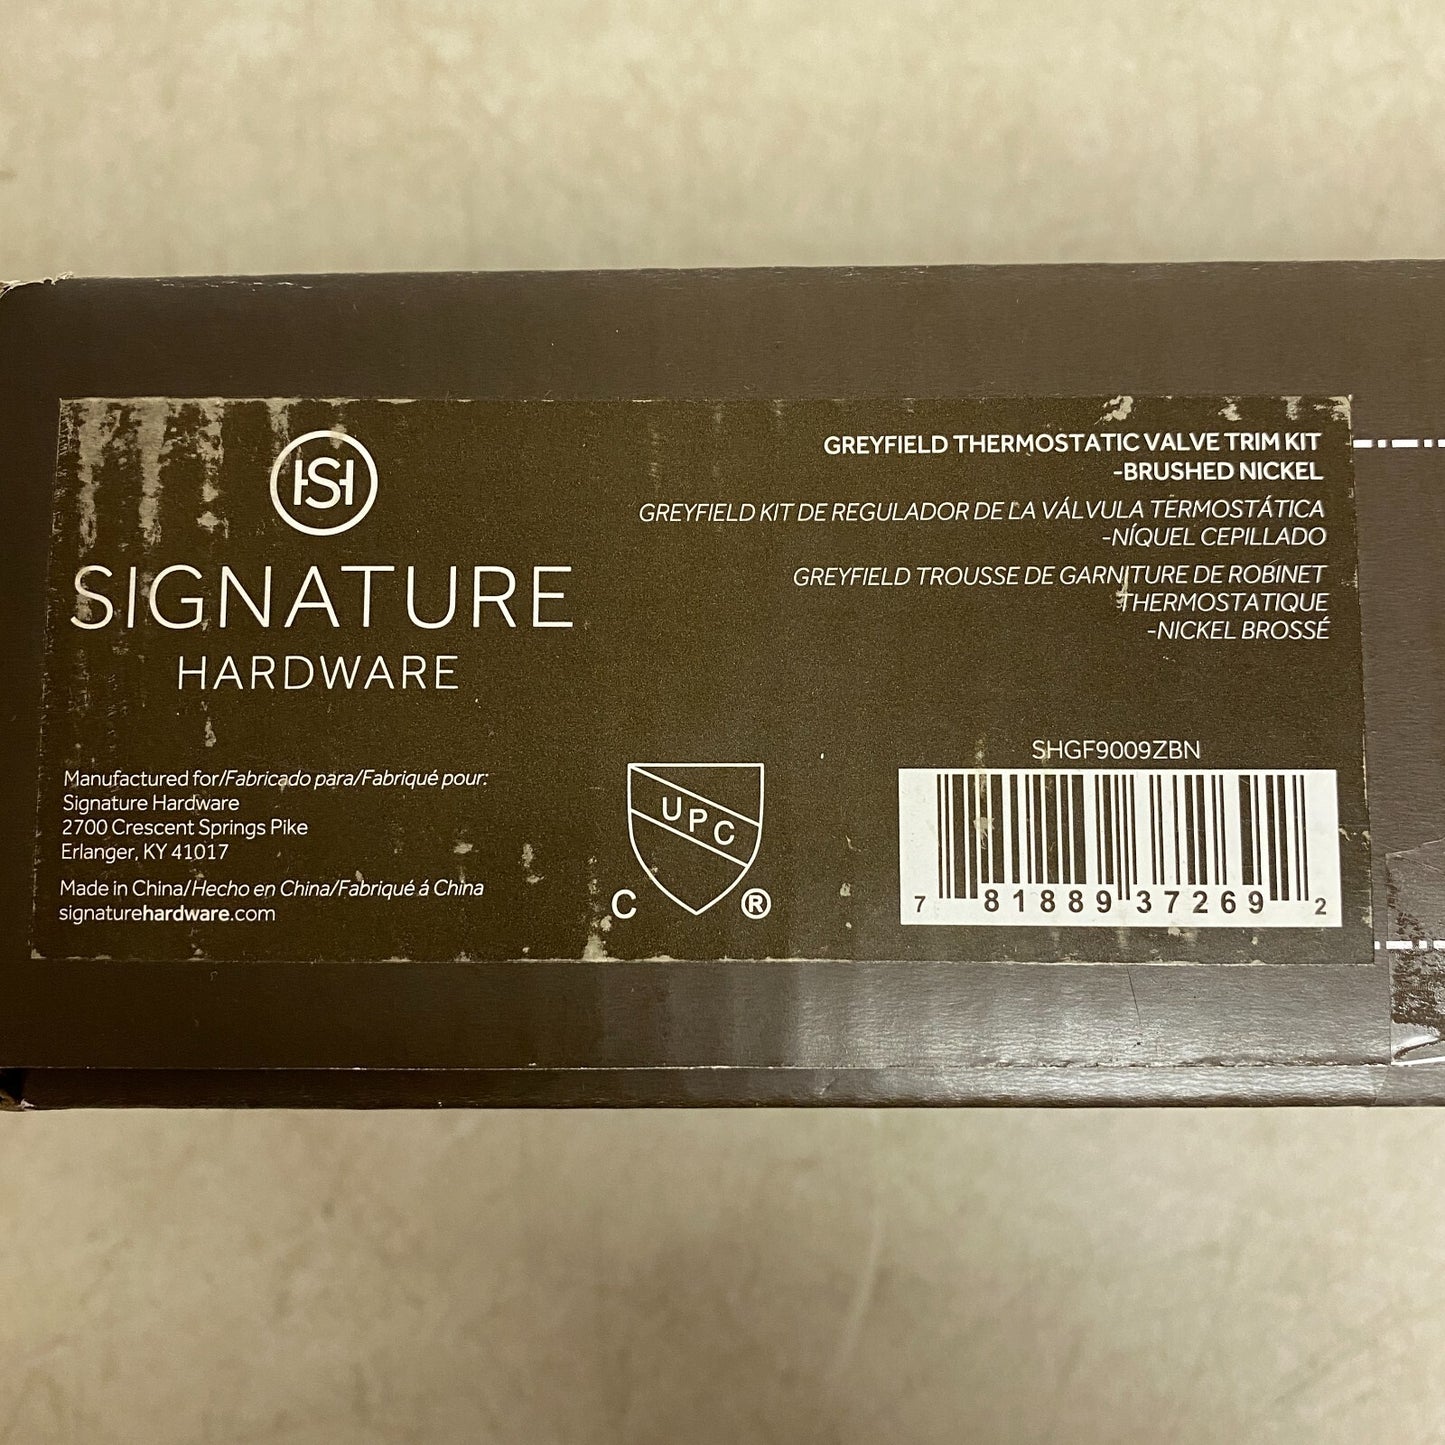 HS
SIGNATURE
HARDWARE
GREYFIELD THERMOSTATIC VALVE TRIM KIT
-BRUSHED NICKEL
GREYFIELD KIT DE REGULADOR DE LA VÁLVULA TERMOSTÁTICA
-NÍQUEL CEPILLADO
GREYFIELD TROUSSE DE GARNITURE DE ROBINET
THERMOSTATIQUE
-NICKEL BROSSÉ
Manufactured for/Fabricado para/Fabriqué pour:
Signature Hardware
2700 Crescent Springs Pike
Erlanger, KY 41017
Made in China/Hecho en China/Fabriqué á China
signaturehardware.com
UPC
C ®
SHGF9009ZBN
7 81889 37269 2